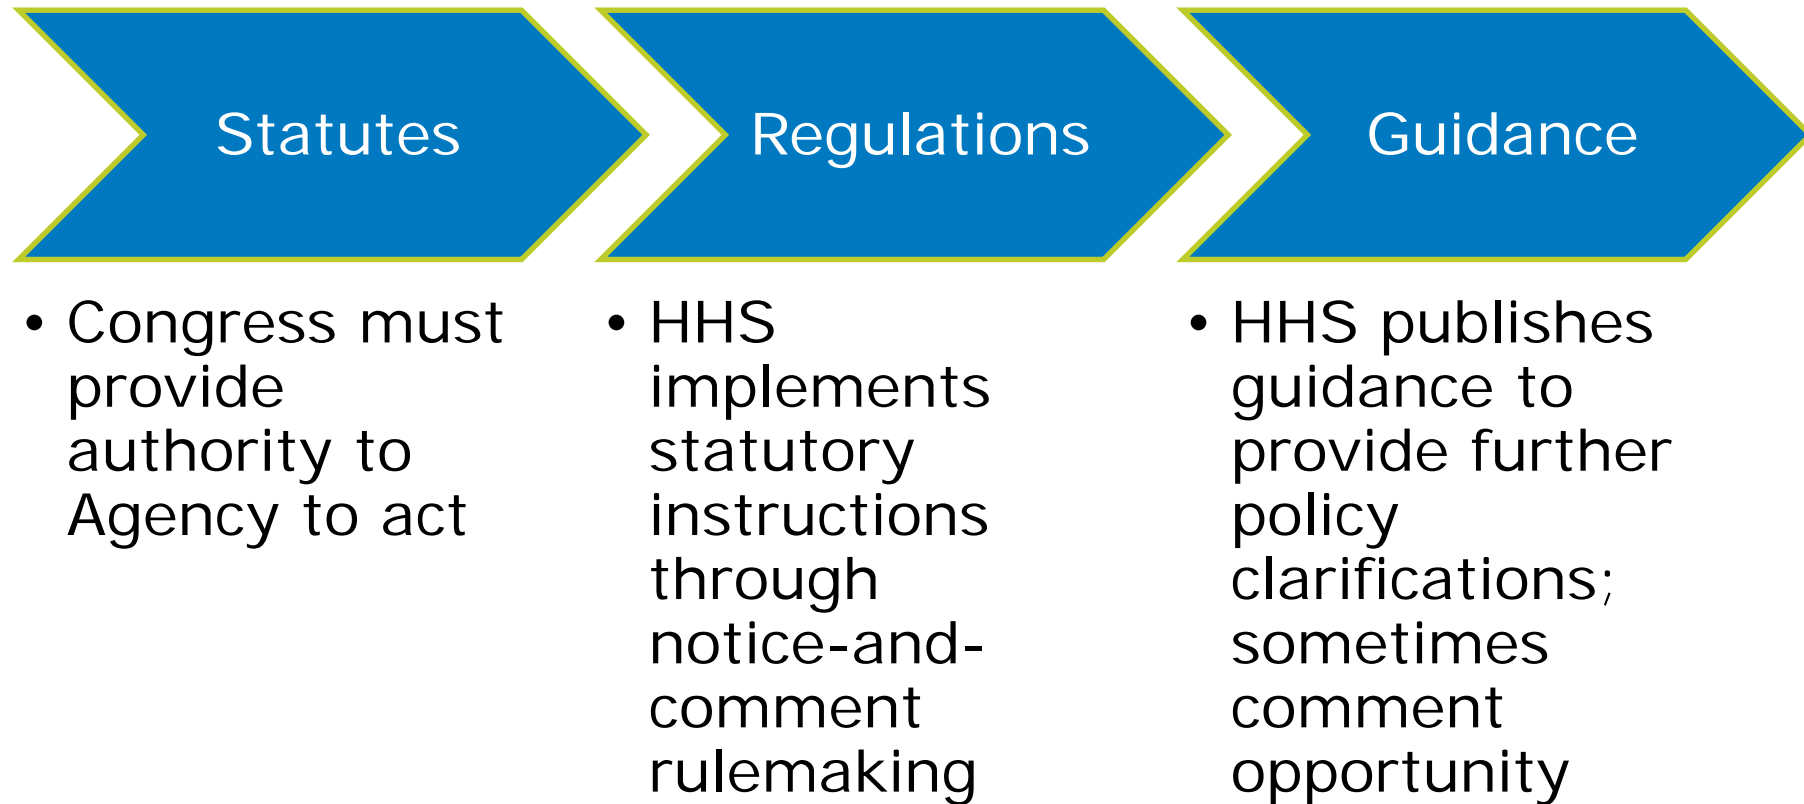 Statutes
Regulations
Guidance
• Congress must
provide
authority to
Agency to act
• HHS
implements
statutory
instructions
through
notice-and-
comment
rulemaking
• HHS publishes
guidance to
provide further
policy
clarifications;
sometimes
comment
opportunity